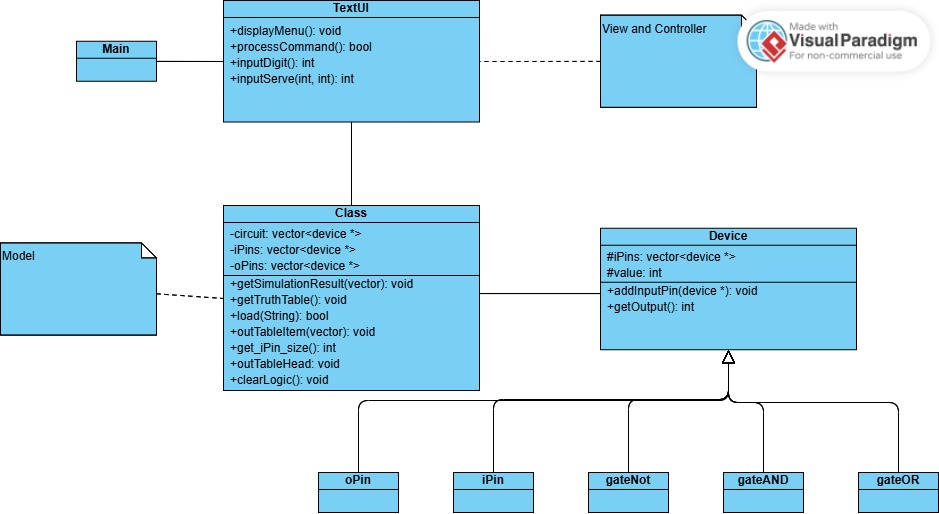 TextUI
+displayMenu(): void
+processCommand(): bool
+inputDigit(): int
+inputServe(int, int): int
Main
View and Controller
Made with
Visual Paradigm
For non-commercial use
Class
-circuit: vector<device *>
-iPins: vector<device *>
-oPins: vector<device *>
+getSimulationResult(vector): void
+getTruthTable(): void
+load(String): bool
+outTableItem(vector): void
+get_iPin_size(): int
+outTableHead: void
+clearLogic(): void
Model
Device
#iPins: vector<device *>
#value: int
+addInputPin(device *): void
+getOutput(): int
oPin
iPin
gateNot
gateAND
gateOR